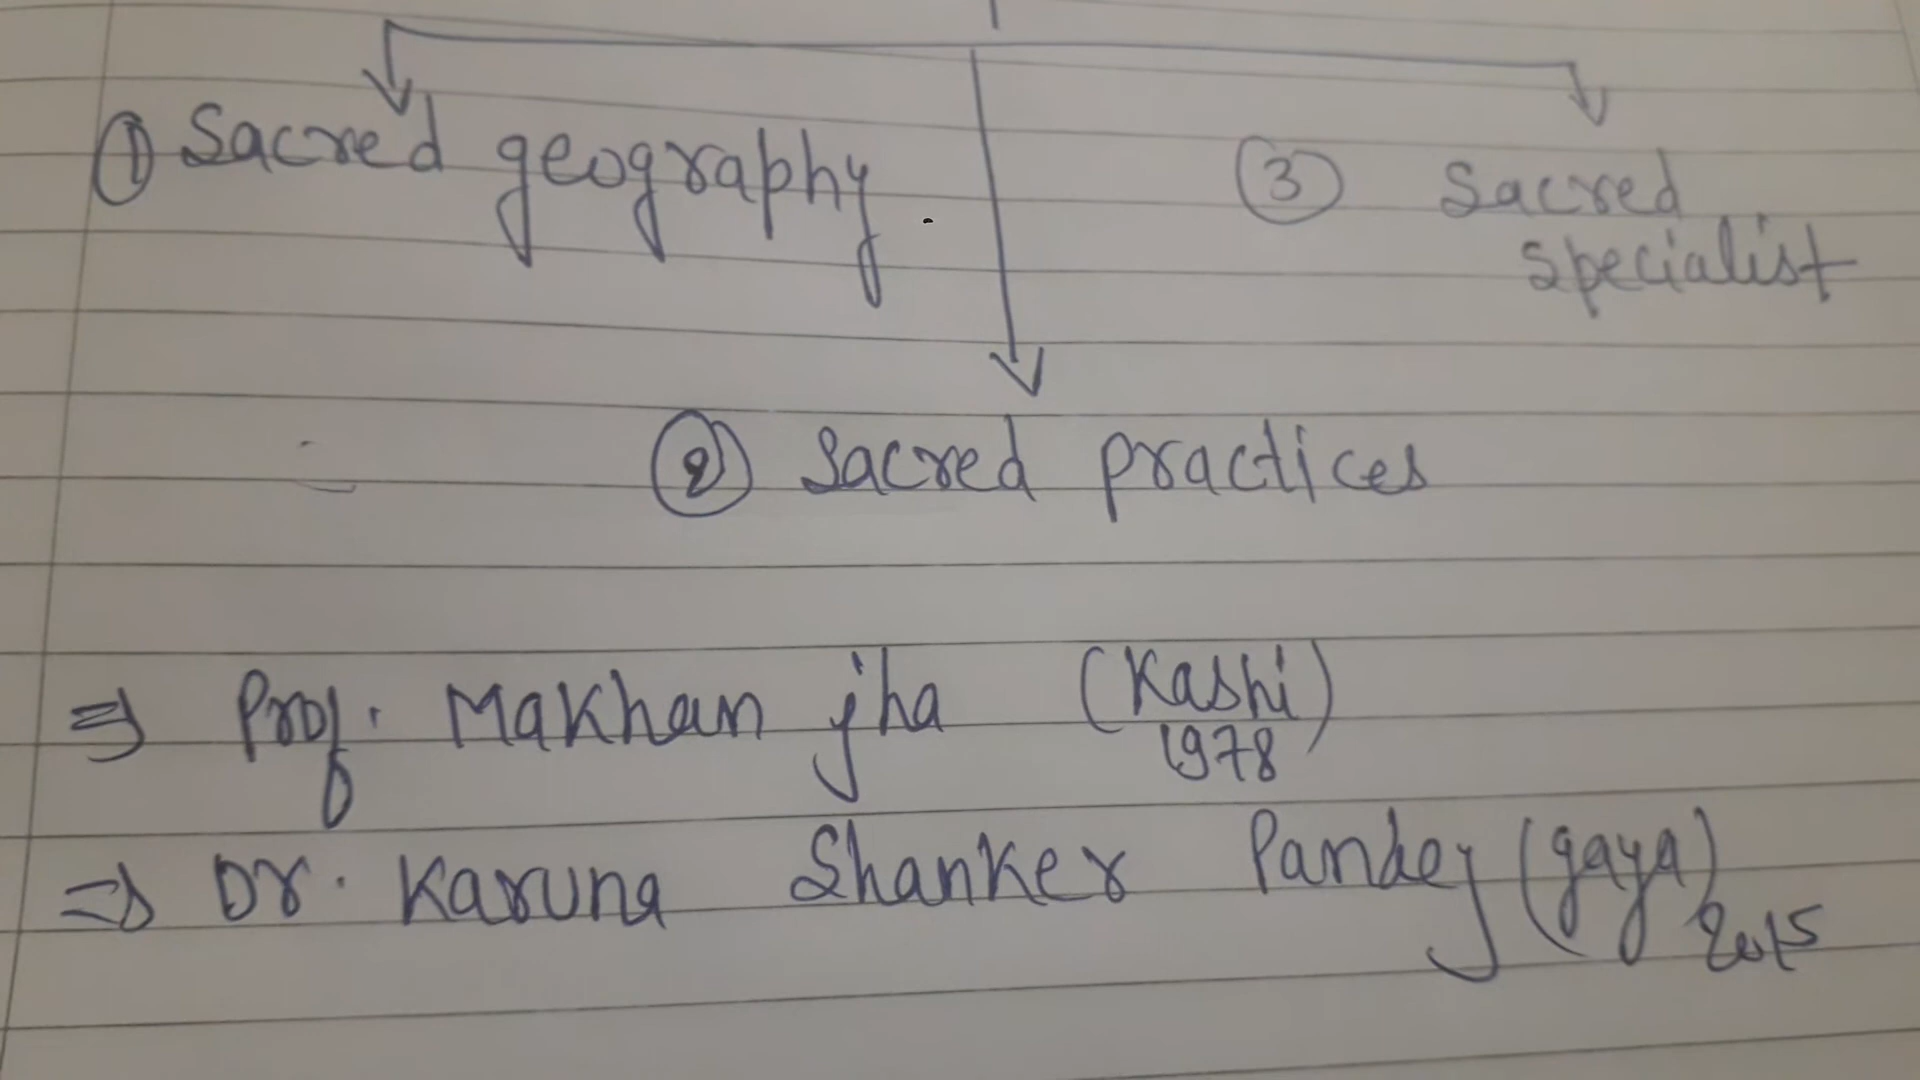 ① Sacred geography.
③ Sacred
specialist
② Sacred practices
⇒ Prof. Makhan jha (Kashi)
1978
⇒ Dr. Karuna Shanker Pandey (gaya)
2015